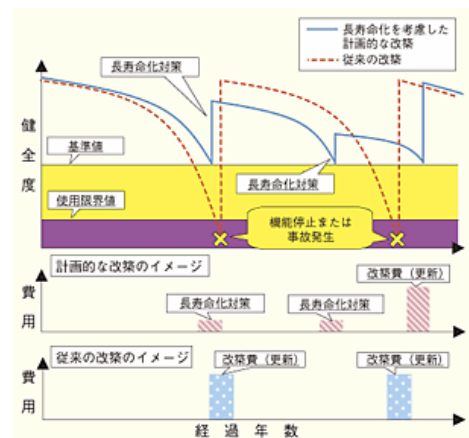 長寿命化を考慮した
計画的な改築
従来の改築
長寿命化対策
健全度
基準値
長寿命化対策
使用限界値
機能停止または
事故発生
計画的な改築のイメージ
改築費（更新）
長寿命化対策
長寿命化対策
費用
従来の改築のイメージ
改築費（更新）
改築費（更新）
費用
経過年数